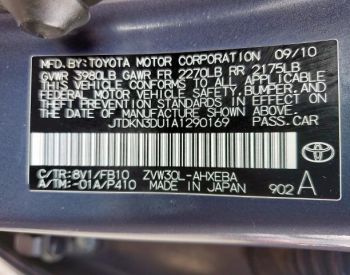 MFD. BY: TOYOTA MOTOR CORPORATION 09/10
GVWR 3980LB GAWR FR 2270LB RR 2175LB
THIS VEHICLE CONFORMS TO ALL APPLICABLE
FEDERAL MOTOR VEHICLE SAFETY, BUMPER, AND
THEFT PREVENTION STANDARDS IN EFFECT ON
THE DATE OF MANUFACTURE SHOWN ABOVE.
JTDKN3DU1A1290169 PASS.CAR
C/TR:8V1/FB10 ZVW30L-AHXEBA
A/TM:-01A/P410 MADE IN JAPAN 902 A
TOYOTA